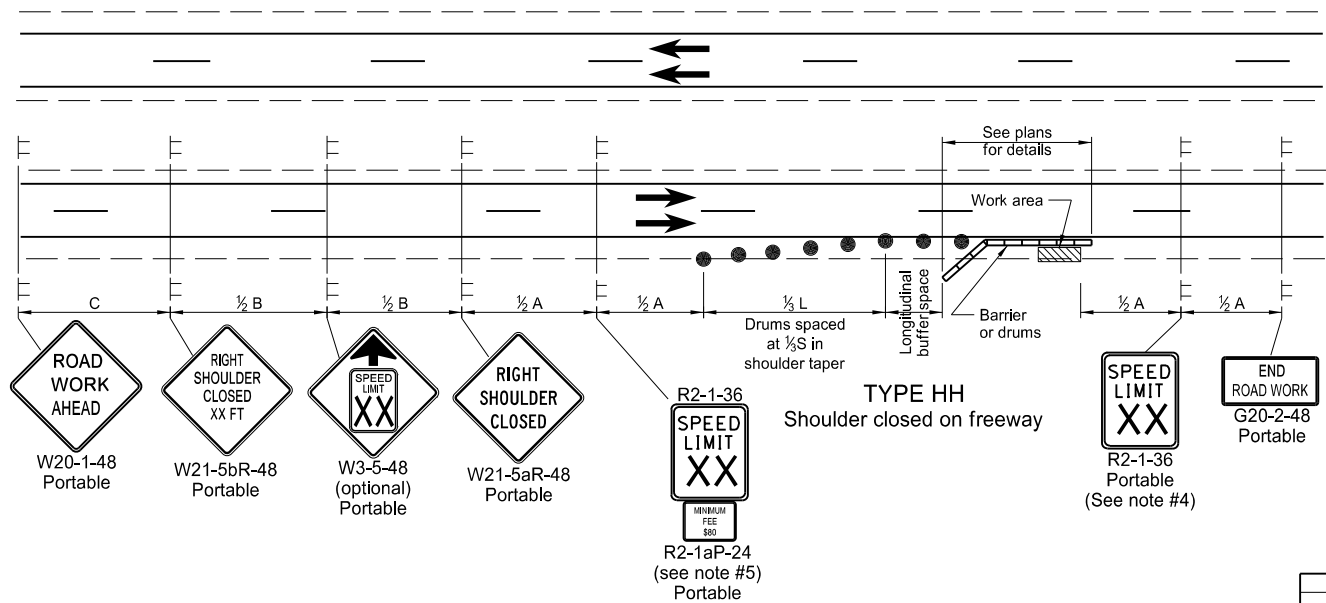 See plans
for details
Work area
C
½ B
½ B
½ A
½ A
⅓ L
½ A
½ A
Drums spaced
at ⅓S in
shoulder taper
Longitudinal
buffer space
Barrier
or drums
ROAD
WORK
AHEAD
W20-1-48
Portable
RIGHT
SHOULDER
CLOSED
XX FT
W21-5bR-48
Portable
SPEED
LIMIT
XX
W3-5-48
(optional)
Portable
RIGHT
SHOULDER
CLOSED
W21-5aR-48
Portable
R2-1-36
SPEED
LIMIT
XX
MINIMUM
FEE
$80
R2-1aP-24
(see note #5)
Portable
TYPE HH
Shoulder closed on freeway
SPEED
LIMIT
XX
R2-1-36
Portable
(See note #4)
END
ROAD WORK
G20-2-48
Portable